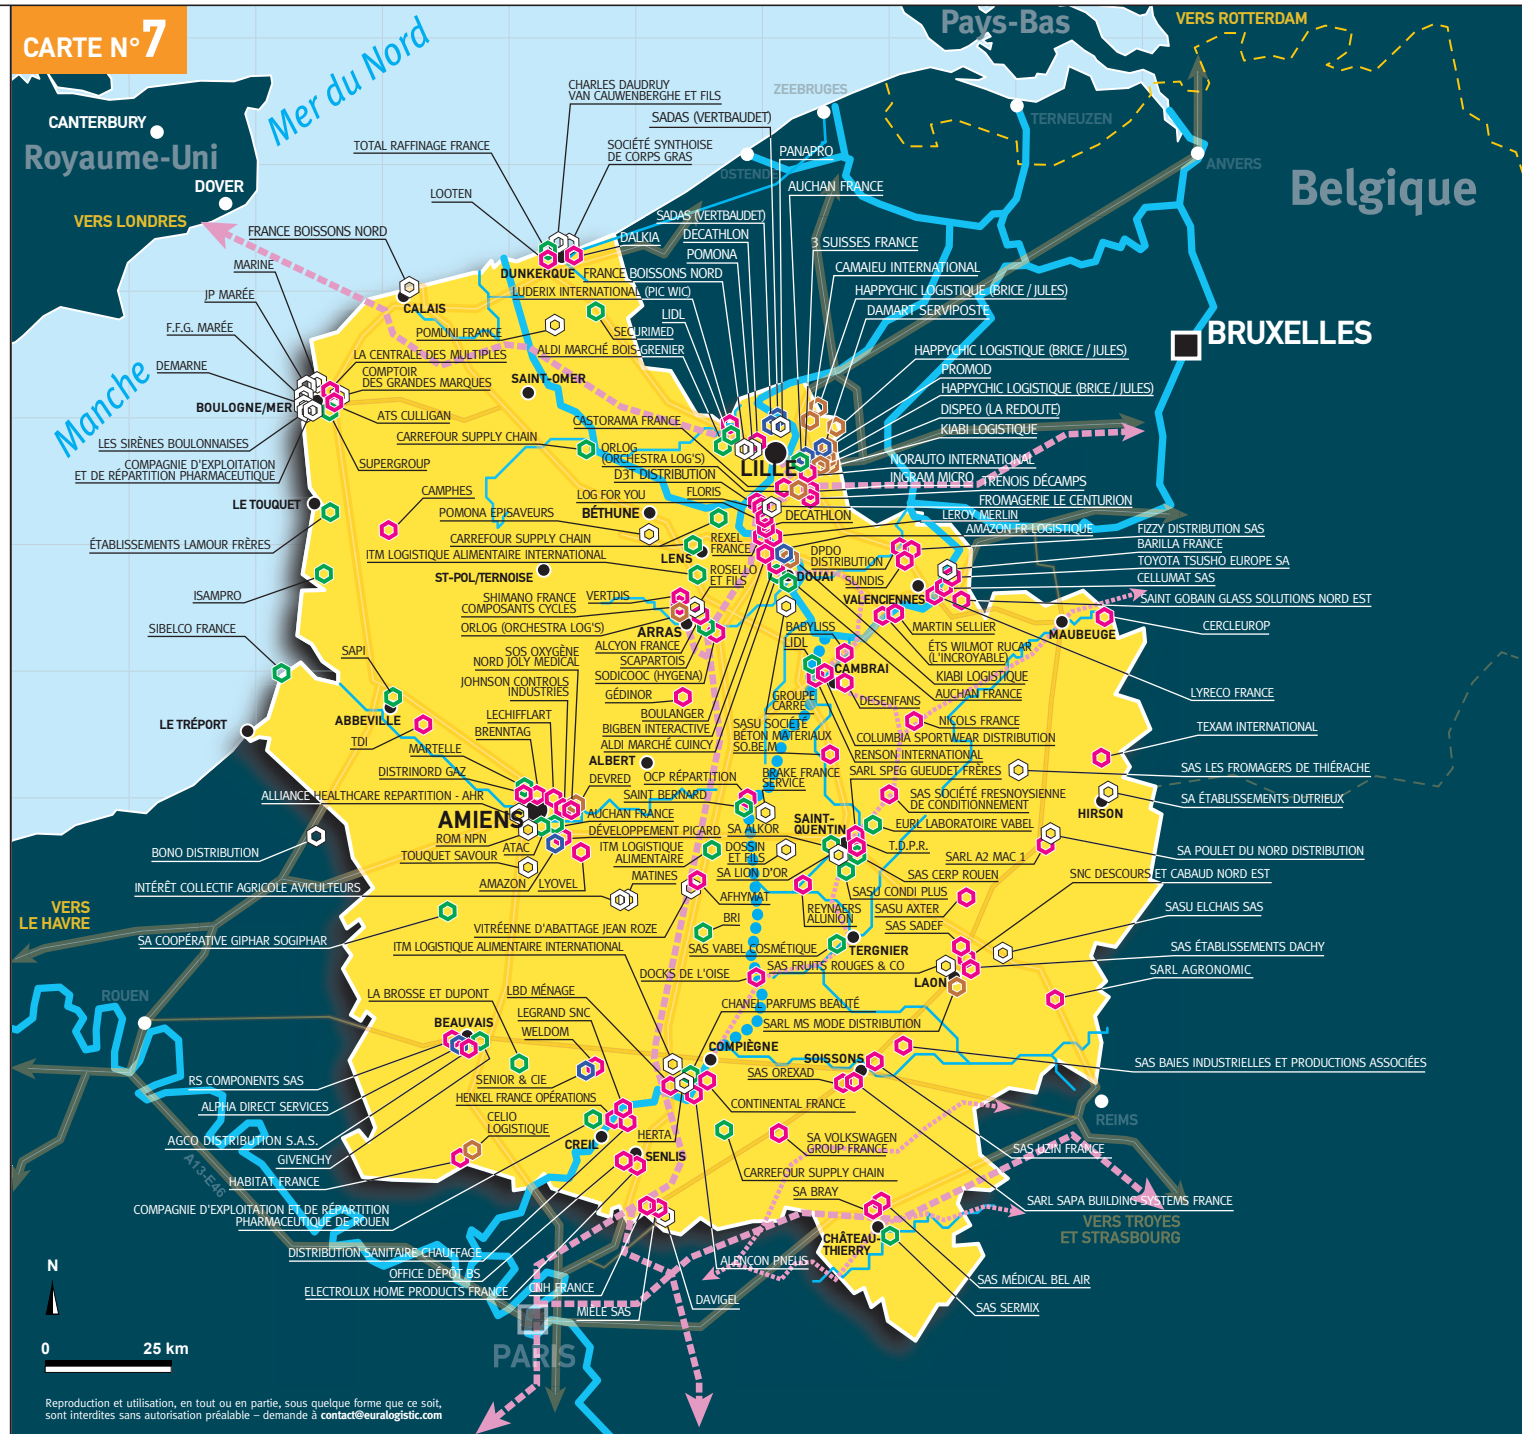 CARTE N°7
Pays-Bas
VERS ROTTERDAM
Mer du Nord
CHARLES DAUDRUY
VAN CAUWENBERGHE ET FILS
ZEEBRUGES
CANTERBURY
SADAS (VERTBAUDET)
TERNEUZEN
Royaume-Uni
TOTAL RAFFINAGE FRANCE
SOCIÉTÉ SYNTHOISE
DE CORPS GRAS
PANAPRO
OSTENDE
ANVERS
DOVER
LOOTEN
AUCHAN FRANCE
Belgique
VERS LONDRES
SADAS (VERTBAUDET)
FRANCE BOISSONS NORD
DALKIA
DECATHLON
3 SUISSES FRANCE
POMONA
MARINE
DUNKERQUE
FRANCE BOISSONS NORD
CAMAIEU INTERNATIONAL
JP MARÉE
CALAIS
LUDERIX INTERNATIONAL (PIC WIC)
HAPPYCHIC LOGISTIQUE (BRICE / JULES)
LIDL
DAMART SERVIPOSTE
F.F.G. MARÉE
POMUNI FRANCE
SECURIMED
BRUXELLES
LA CENTRALE DES MULTIPLES
ALDI MARCHÉ BOIS-GRENIER
HAPPYCHIC LOGISTIQUE (BRICE / JULES)
DEMARNE
COMPTOIR
DES GRANDES MARQUES
SAINT-OMER
PROMOD
Manche
HAPPYCHIC LOGISTIQUE (BRICE / JULES)
BOULOGNE/MER
ATS CULLIGAN
CASTORAMA FRANCE
DISPEO (LA REDOUTE)
KIABI LOGISTIQUE
LES SIRÈNES BOULONNAISES
CARREFOUR SUPPLY CHAIN
ORLOG
(ORCHESTRA LOG'S)
LILLE
NORAUTO INTERNATIONAL
COMPAGNIE D'EXPLOITATION
ET DE RÉPARTITION PHARMACEUTIQUE
SUPERGROUP
D3T DISTRIBUTION
INGRAM MICRO
TRENOIS DÉCAMPS
CAMPHES
LOG FOR YOU
FLORIS
FROMAGERIE LE CENTURION
LE TOUQUET
POMONA EPISAVEURS
BÉTHUNE
DECATHLON
LEROY MERLIN
AMAZON FR LOGISTIQUE
FIZZY DISTRIBUTION SAS
ÉTABLISSEMENTS LAMOUR FRÈRES
CARREFOUR SUPPLY CHAIN
REXEL
FRANCE
BARILLA FRANCE
ITM LOGISTIQUE ALIMENTAIRE INTERNATIONAL
LENS
DPDO
DISTRIBUTION
TOYOTA TSUSHO EUROPE SA
ST-POL/TERNOISE
ROSELLO
ET FILS
DOUAI
SUNDIS
CELLUMAT SAS
ISAMPRO
SHIMANO FRANCE
COMPOSANTS CYCLES
VERTDIS
VALENCIENNES
SAINT GOBAIN GLASS SOLUTIONS NORD EST
SIBELCO FRANCE
ORLOG (ORCHESTRA LOG'S)
ARRAS
BABYLISS
MARTIN SELLIER
MAUBEUGE
CERCLEUROP
SAPI
SOS OXYGÈNE
NORD JOLY MEDICAL
ALCYON FRANCE
LIDL
ÉTS WILMOT RUCAR
(L'INCROYABLE)
SCAPARTOIS
CAMBRAI
JOHNSON CONTROLS
INDUSTRIES
SODICOOC (HYGENA)
KIABI LOGISTIQUE
GÉDINOR
GROUPE
CARRE
DESENFANS
AUCHAN FRANCE
LYRECO FRANCE
LE TRÉPORT
ABBEVILLE
LECHIFFLART
BOULANGER
SASU SOCIÉTÉ
BÉTON MATÉRIAUX
SO.BE.M
NICOLS FRANCE
BRENNTAG
BIGBEN INTERACTIVE
COLUMBIA SPORTWEAR DISTRIBUTION
TEXAM INTERNATIONAL
TDI
MARTELLE
ALDI MARCHÉ CUINCY
RENSON INTERNATIONAL
ALBERT
DISTRINORD GAZ
DEVRED
OCP RÉPARTITION
BRAKE FRANCE
SERVICE
SARL SPEG GUEUDET FRÈRES
SAS LES FROMAGERS DE THIÉRACHE
ALLIANCE HEALTHCARE REPARTITION - AHR
SAINT BERNARD
SAS SOCIÉTÉ FRESNOYSIENNE
DE CONDITIONNEMENT
SA ÉTABLISSEMENTS DUTRIEUX
AMIENS
AUCHAN FRANCE
SAINT-
QUENTIN
EURL LABORATOIRE VABEL
HIRSON
ROM NPN
DÉVELOPPEMENT PICARD
SA ALKOR
BONO DISTRIBUTION
ATAC
ITM LOGISTIQUE
ALIMENTAIRE
DOSSIN
ET FILS
T.D.P.R.
SA POULET DU NORD DISTRIBUTION
TOUQUET SAVOUR
SARL A2 MAC 1
AMAZON
LYOVEL
MATINES
SA LION D'OR
SAS CERP ROUEN
SNC DESCOURS ET CABAUD NORD EST
INTÉRÊT COLLECTIF AGRICOLE AVICULTEURS
AFHYMAT
SASU CONDI PLUS
VERS
LE HAVRE
REYNAERS
ALUNION
SASU AXTER
SASU ELCHAIS SAS
BRI
SAS SADEF
VITRÉENNE D'ABATTAGE JEAN ROZE
SA COOPÉRATIVE GIPHAR SOGIPHAR
ITM LOGISTIQUE ALIMENTAIRE INTERNATIONAL
SAS VABEL COSMÉTIQUE
TERGNIER
SAS ÉTABLISSEMENTS DACHY
DOCKS DE L'OISE
SAS FRUITS ROUGES & CO
SARL AGRONOMIC
LAON
ROUEN
LA BROSSE ET DUPONT
LBD MÉNAGE
CHANEL PARFUMS BEAUTÉ
LEGRAND SNC
BEAUVAIS
WELDOM
SARL MS MODE DISTRIBUTION
COMPIÈGNE
SOISSONS
SAS BAIES INDUSTRIELLES ET PRODUCTIONS ASSOCIÉES
RS COMPONENTS SAS
SENIOR & CIE
SAS OREXAD
ALPHA DIRECT SERVICES
HENKEL FRANCE OPÉRATIONS
CONTINENTAL FRANCE
REIMS
CELIO
LOGISTIQUE
AGCO DISTRIBUTION S.A.S.
CREIL
HERTA
SA VOLKSWAGEN
GROUP FRANCE
SAS UZIN FRANCE
GIVENCHY
SENLIS
A13-E46
HABITAT FRANCE
CARREFOUR SUPPLY CHAIN
SA BRAY
SARL SAPA BUILDING SYSTEMS FRANCE
COMPAGNIE D'EXPLOITATION ET DE RÉPARTITION
PHARMACEUTIQUE DE ROUEN
VERS TROYES
ET STRASBOURG
CHÂTEAU-
THIERRY
DISTRIBUTION SANITAIRE CHAUFFAGE
ALENÇON PNEUS
N
OFFICE DÉPÔT BS
SAS MÉDICAL BEL AIR
ELECTROLUX HOME PRODUCTS FRANCE
CNH FRANCE
DAVIGEL
MIELE SAS
SAS SERMIX
0 25 km
PARIS
Reproduction et utilisation, en tout ou en partie, sous quelque forme que ce soit,
sont interdites sans autorisation préalable – demande à contact@euralogistic.com